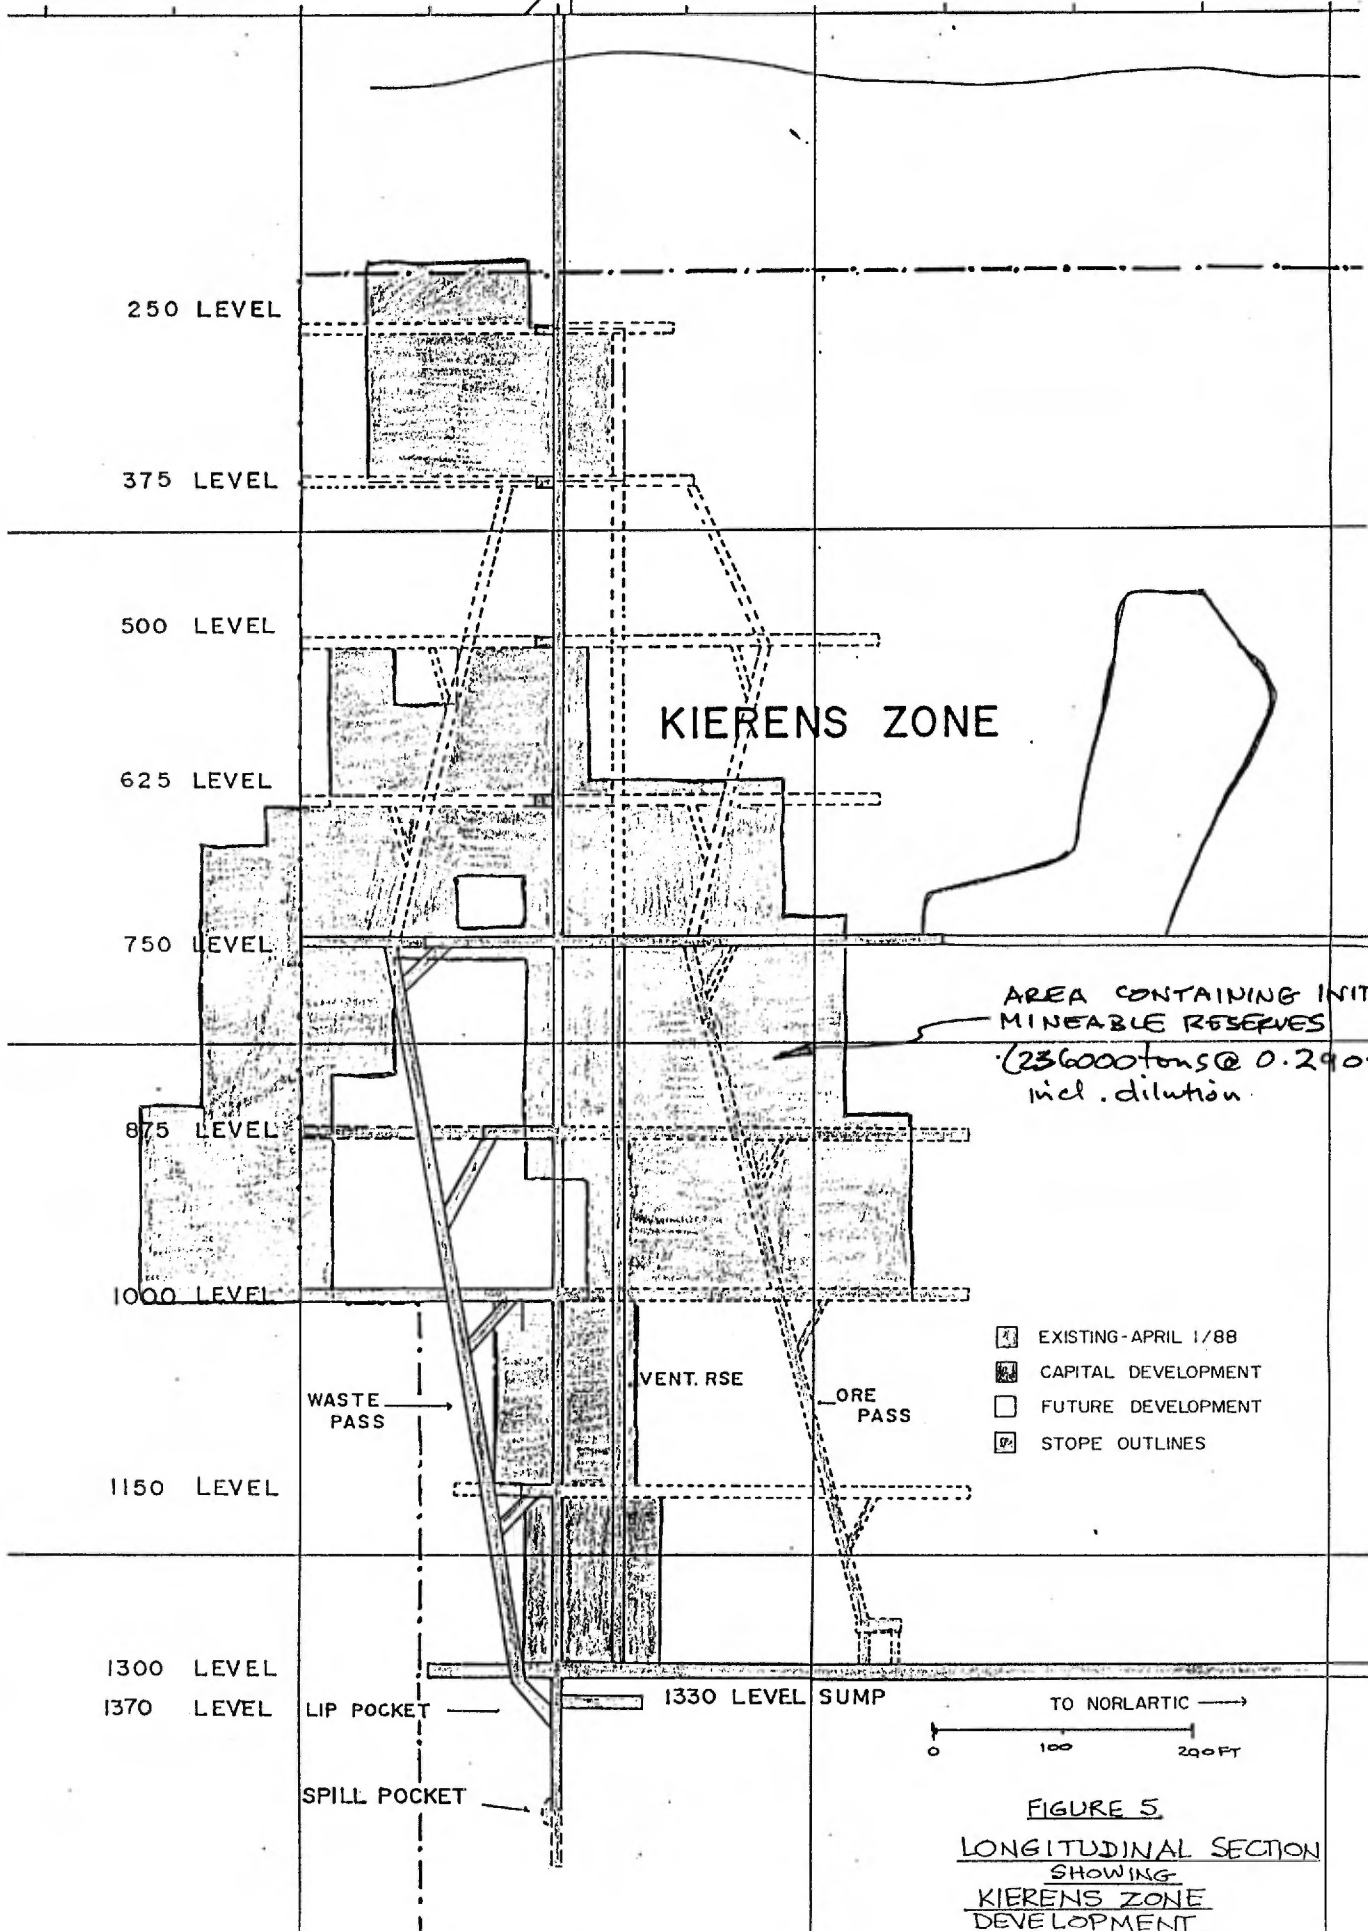 250 LEVEL
375 LEVEL
500 LEVEL
KIERENS ZONE
625 LEVEL
750 LEVEL
AREA CONTAINING INIT
MINEABLE RESERVES
(236000 tons @ 0.290
incl. dilution
875 LEVEL
1000 LEVEL
EXISTING-APRIL 1/88
CAPITAL DEVELOPMENT
FUTURE DEVELOPMENT
STOPE OUTLINES
WASTE
PASS
VENT. RSE
ORE
PASS
1150 LEVEL
1300 LEVEL
1370 LEVEL
LIP POCKET
1330 LEVEL SUMP
TO NORLARTIC
0 100 200FT
SPILL POCKET
FIGURE 5.
LONGITUDINAL SECTION
SHOWING
KIERENS ZONE
DEVELOPMENT